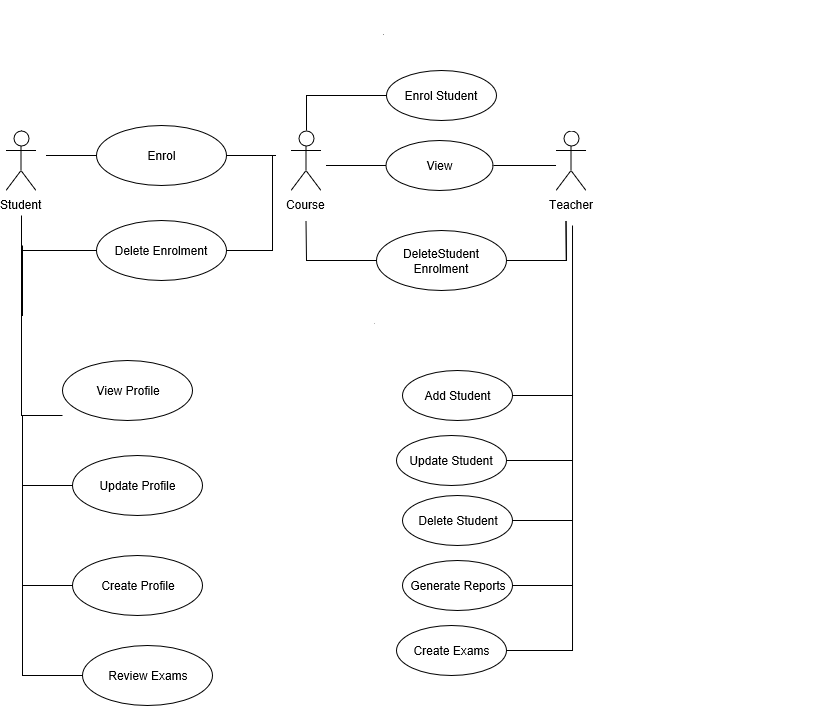 Enrol Student
Enrol
View
Student
Course
Teacher
Delete Enrolment
DeleteStudent
Enrolment
View Profile
Add Student
Update Student
Update Profile
Delete Student
Create Profile
Generate Reports
Create Exams
Review Exams